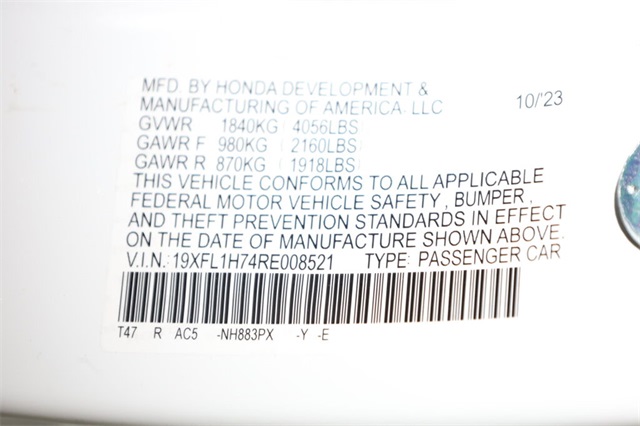 MFD. BY HONDA DEVELOPMENT &
MANUFACTURING OF AMERICA, LLC 10/'23
GVWR 1840KG ( 4056LBS)
GAWR F 980KG ( 2160LBS)
GAWR R 870KG ( 1918LBS)
THIS VEHICLE CONFORMS TO ALL APPLICABLE
FEDERAL MOTOR VEHICLE SAFETY, BUMPER,
AND THEFT PREVENTION STANDARDS IN EFFECT
ON THE DATE OF MANUFACTURE SHOWN ABOVE.
V.I.N.: 19XFL1H74RE008521 TYPE: PASSENGER CAR
T47 R AC5 -NH883PX -Y -E